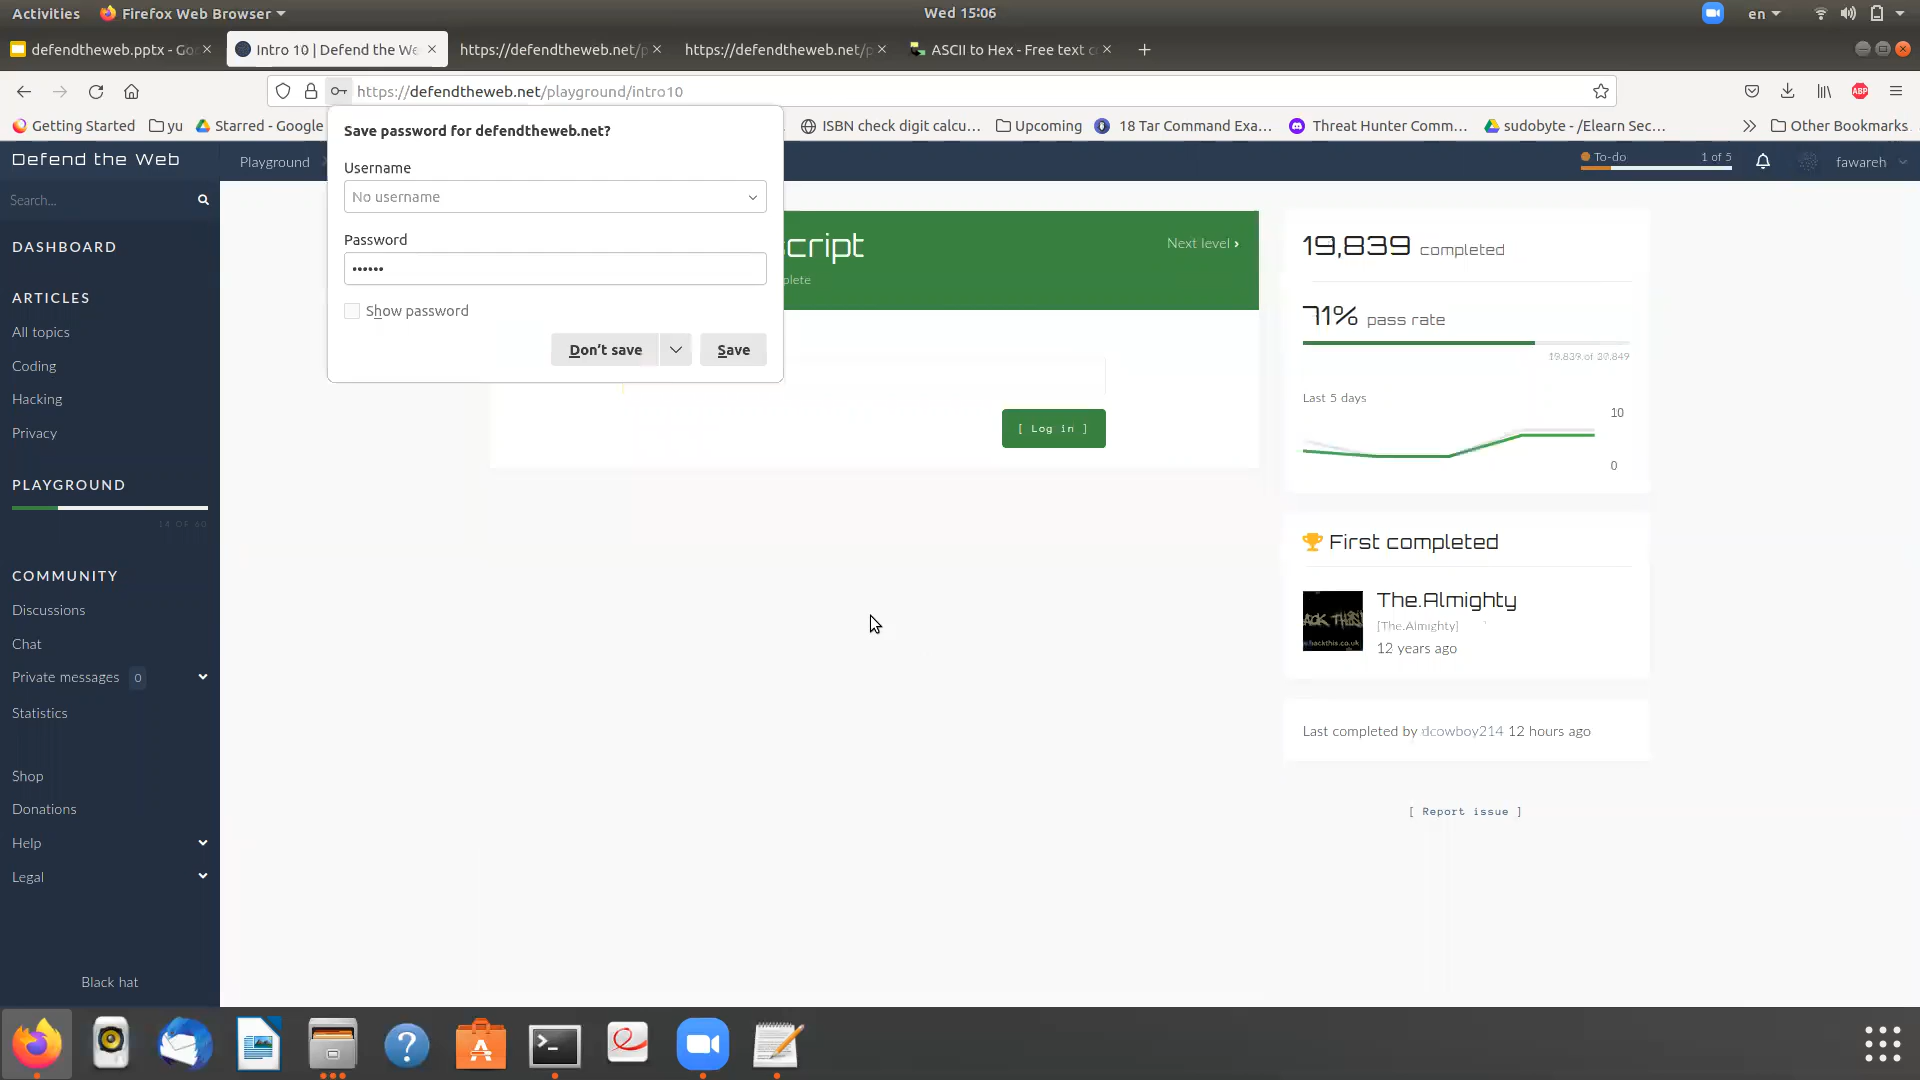 Activities
Firefox Web Browser
Wed 15:06
en
defendtheweb.pptx - Go
Intro 10 | Defend the We
https://defendtheweb.net/p
https://defendtheweb.net/p
ASCII to Hex - Free text c
https://defendtheweb.net/playground/intro10
ABP
Getting Started
yu
Starred - Google
ISBN check digit calcu…
Upcoming
18 Tar Command Exa…
Threat Hunter Comm…
sudobyte - /Elearn Sec…
Other Bookmarks
Save password for defendtheweb.net?
Username
No username
Password
••••••
Show password
Don't save
Save
Defend the Web
Playground
To-do
1 of 5
fawareh
Search...
DASHBOARD
ARTICLES
All topics
Coding
Hacking
Privacy
PLAYGROUND
14 OF 60
COMMUNITY
Discussions
Chat
Private messages 0
Statistics
Shop
Donations
Help
Legal
Black hat
cript
plete
Next level ›
[ Log in ]
19,839 completed
71% pass rate
Last 5 days
10
0
First completed
The.Almighty
[The.Almighty]
12 years ago
Last completed by dcowboy214 12 hours ago
[ Report issue ]